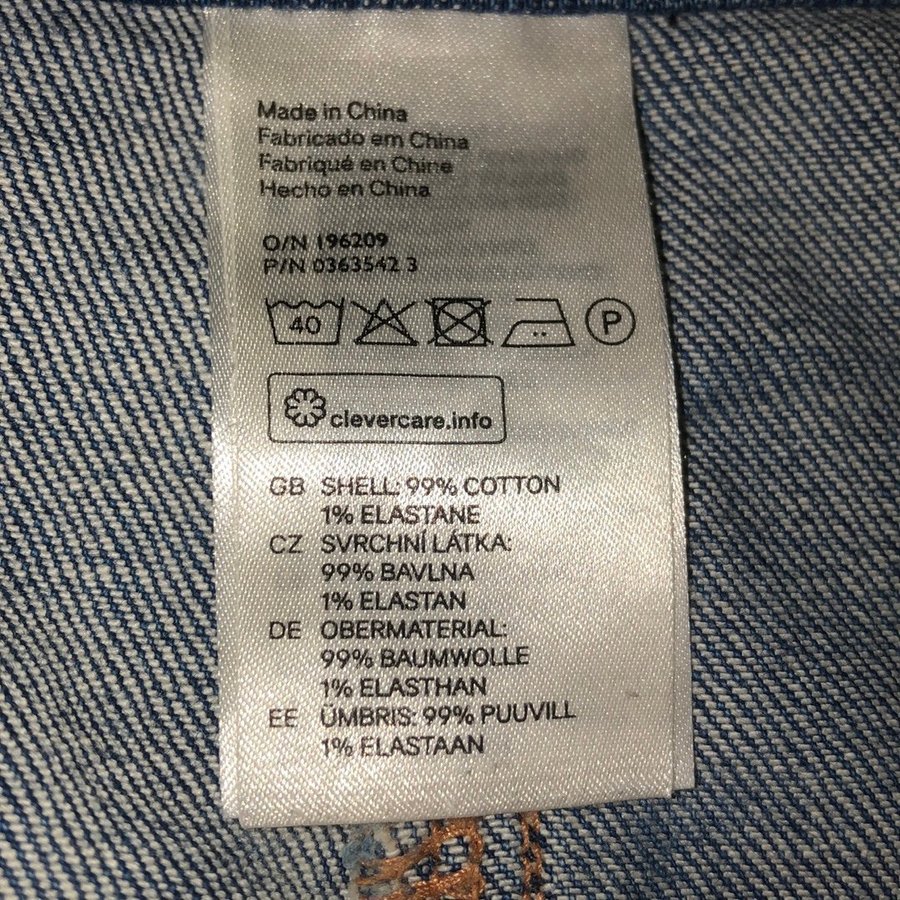 Made in China
Fabricado em China
Fabriqué en Chine
Hecho en China
O/N 196209
P/N 0363542 3
40 P
clevercare.info
GB SHELL: 99% COTTON
1% ELASTANE
CZ SVRCHNÍ LÁTKA:
99% BAVLNA
1% ELASTAN
DE OBERMATERIAL:
99% BAUMWOLLE
1% ELASTHAN
EE ÜMBRIS: 99% PUUVILL
1% ELASTAAN